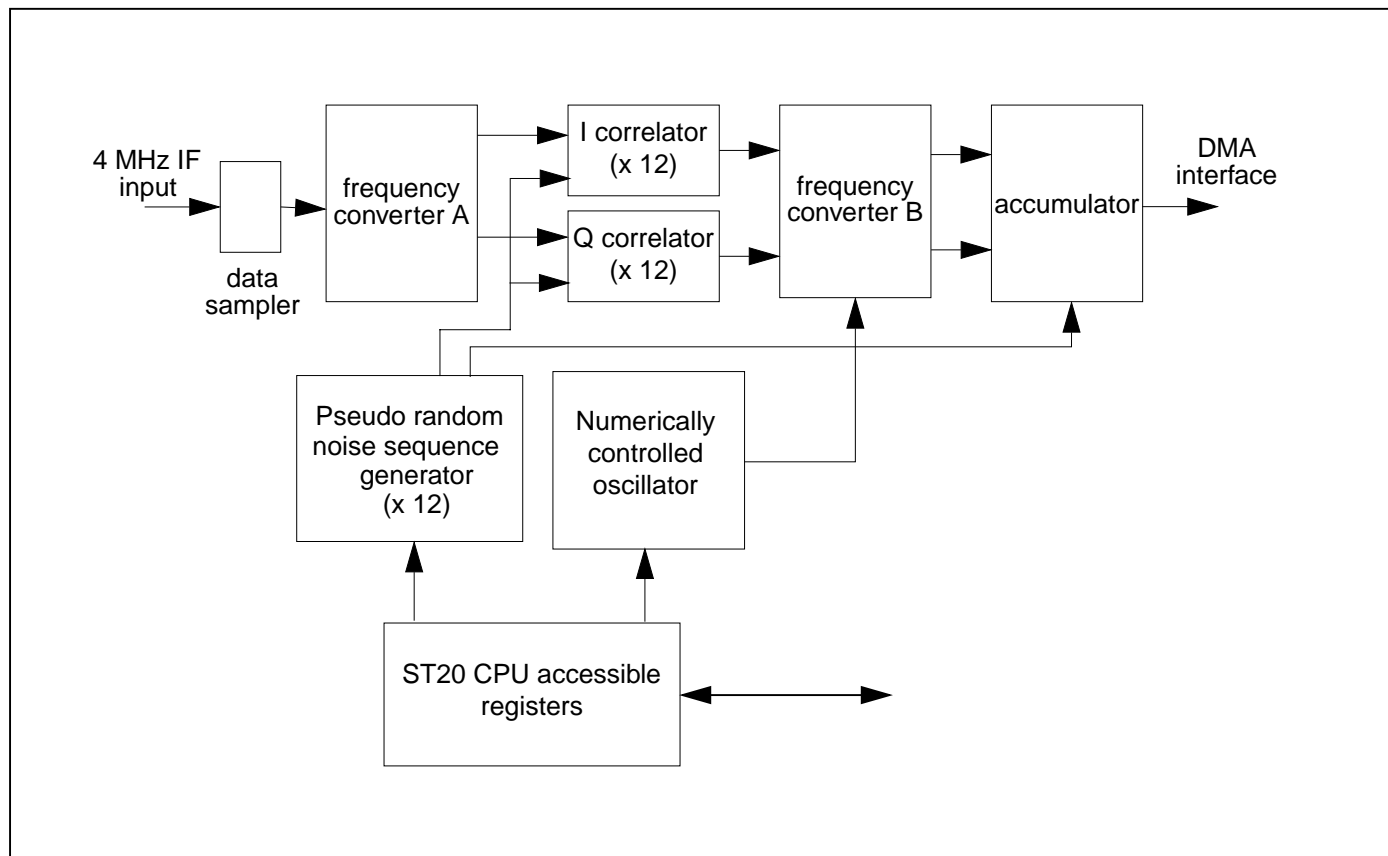 4 MHz IF
input
data
sampler
frequency
converter A
I correlator
(x 12)
Q correlator
(x 12)
frequency
converter B
accumulator
DMA
interface
Pseudo random
noise sequence
generator
(x 12)
Numerically
controlled
oscillator
ST20 CPU accessible
registers